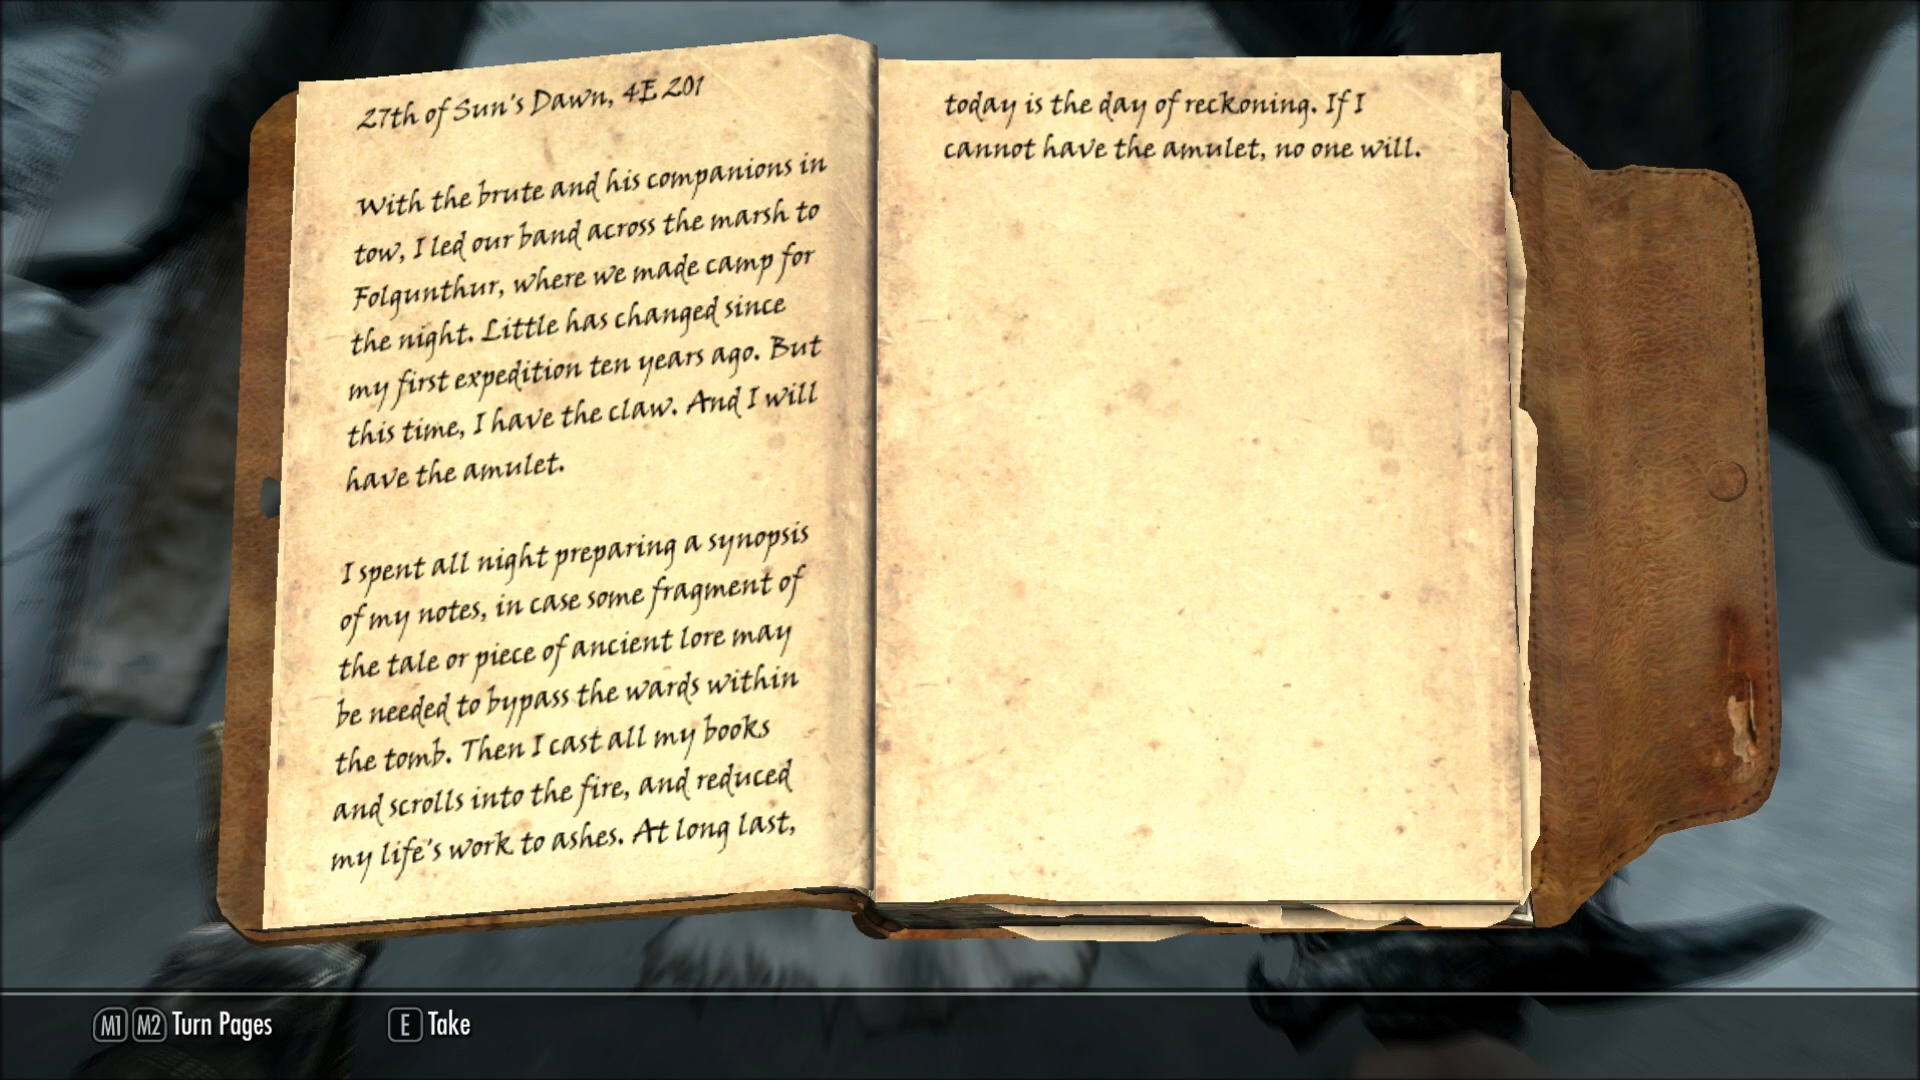 27th of Sun's Dawn, 4E 201
With the brute and his companions in
tow, I led our band across the marsh to
Folgunthur, where we made camp for
the night. Little has changed since
my first expedition ten years ago. But
this time, I have the claw. And I will
have the amulet.
I spent all night preparing a synopsis
of my notes, in case some fragment of
the tale or piece of ancient lore may
be needed to bypass the wards within
the tomb. Then I cast all my books
and scrolls into the fire, and reduced
my life's work to ashes. At long last,
today is the day of reckoning. If I
cannot have the amulet, no one will.
M1 M2 Turn Pages
E Take